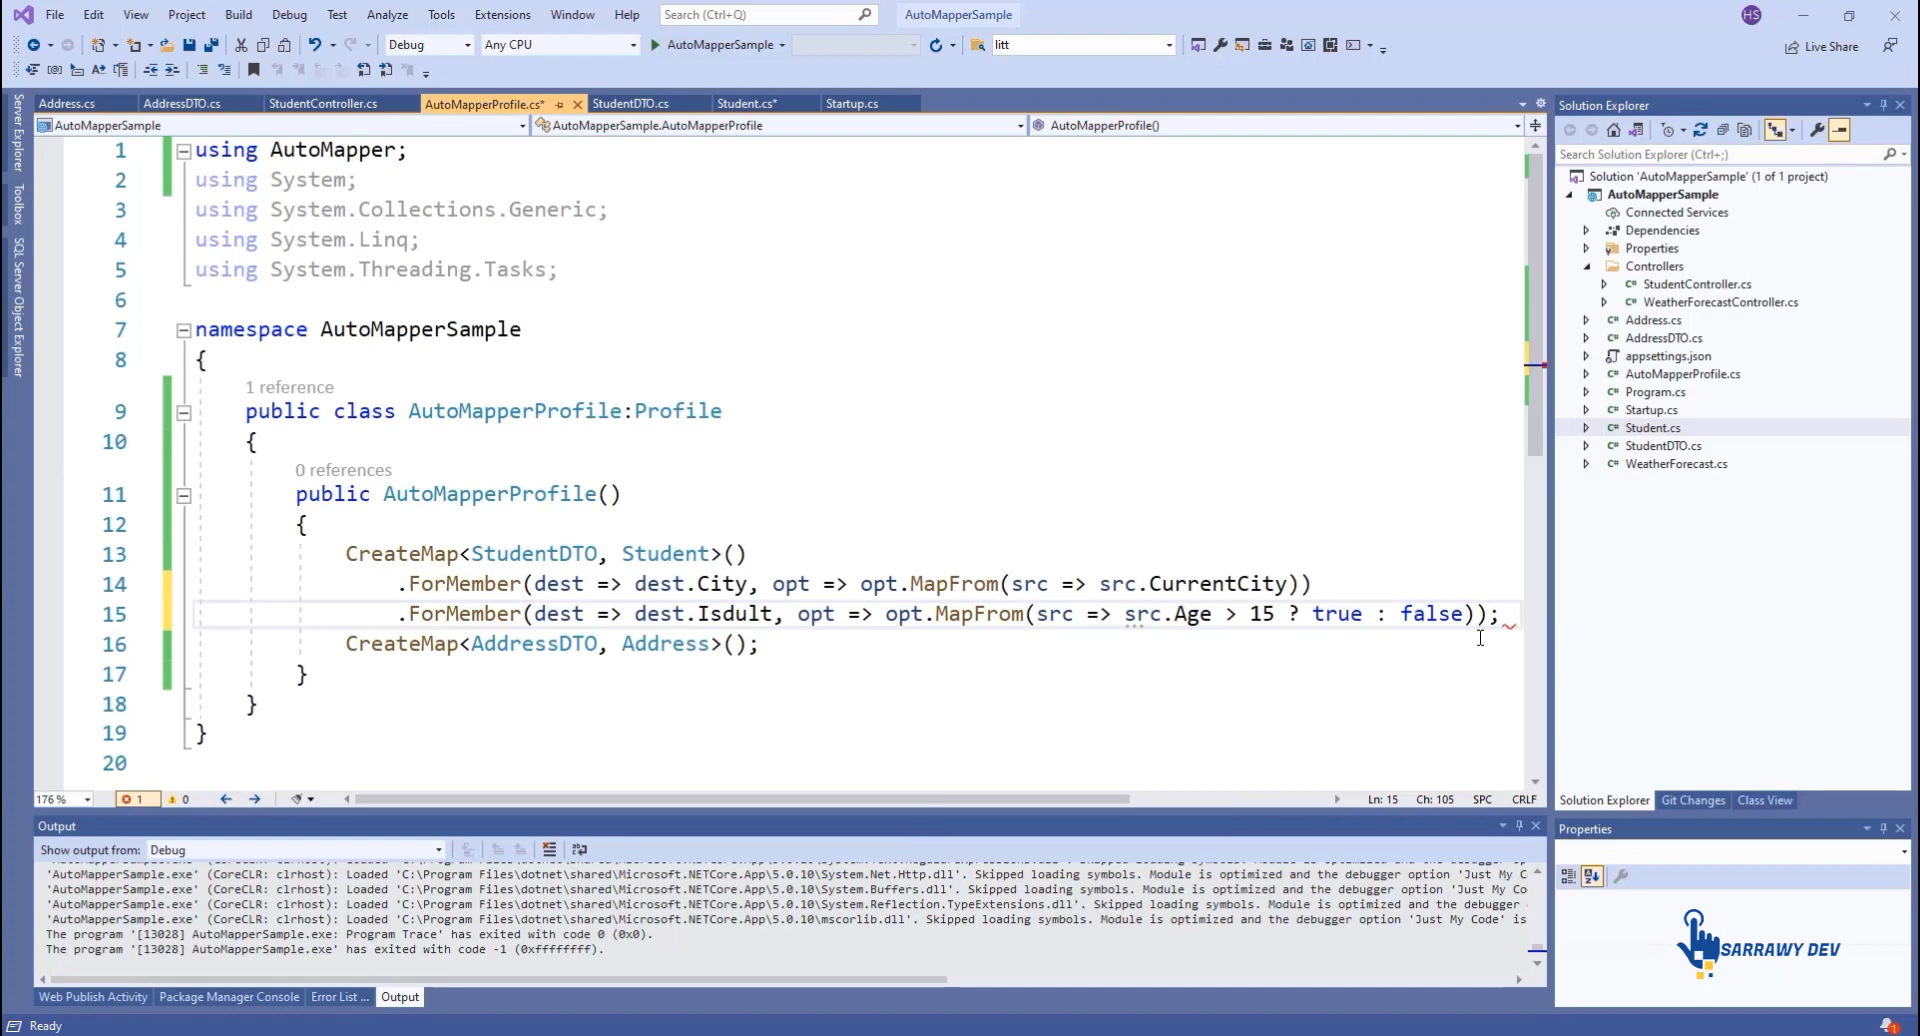 File Edit View Project Build Debug Test Analyze Tools Extensions Window Help Search (Ctrl+Q) AutoMapperSample HS
Debug Any CPU AutoMapperSample litt Live Share
Address.cs AddressDTO.cs StudentController.cs AutoMapperProfile.cs* StudentDTO.cs Student.cs* Startup.cs
AutoMapperSample AutoMapperSample.AutoMapperProfile AutoMapperProfile()
Server Explorer
Toolbox
SQL Server Object Explorer
1 using AutoMapper;
2 using System;
3 using System.Collections.Generic;
4 using System.Linq;
5 using System.Threading.Tasks;
6
7 namespace AutoMapperSample
8 {
1 reference
9 public class AutoMapperProfile:Profile
10 {
0 references
11 public AutoMapperProfile()
12 {
13 CreateMap<StudentDTO, Student>()
14 .ForMember(dest => dest.City, opt => opt.MapFrom(src => src.CurrentCity))
15 .ForMember(dest => dest.Isdult, opt => opt.MapFrom(src => src.Age > 15 ? true : false));
16 CreateMap<AddressDTO, Address>();
17 }
18 }
19 }
20
176 % 1 0 Ln: 15 Ch: 105 SPC CRLF
Output
Show output from: Debug
'AutoMapperSample.exe' (CoreCLR: clrhost): Loaded 'C:\Program Files\dotnet\shared\Microsoft.NETCore.App\5.0.10\System.Net.Http.dll'. Skipped loading symbols. Module is optimized and the debugger option 'Just My C
'AutoMapperSample.exe' (CoreCLR: clrhost): Loaded 'C:\Program Files\dotnet\shared\Microsoft.NETCore.App\5.0.10\System.Buffers.dll'. Skipped loading symbols. Module is optimized and the debugger option 'Just My Co
'AutoMapperSample.exe' (CoreCLR: clrhost): Loaded 'C:\Program Files\dotnet\shared\Microsoft.NETCore.App\5.0.10\System.Reflection.TypeExtensions.dll'. Skipped loading symbols. Module is optimized and the debugger
'AutoMapperSample.exe' (CoreCLR: clrhost): Loaded 'C:\Program Files\dotnet\shared\Microsoft.NETCore.App\5.0.10\mscorlib.dll'. Skipped loading symbols. Module is optimized and the debugger option 'Just My Code' is
The program '[13028] AutoMapperSample.exe: Program Trace' has exited with code 0 (0x0).
The program '[13028] AutoMapperSample.exe' has exited with code -1 (0xffffffff).
Web Publish Activity Package Manager Console Error List ... Output
Ready
Solution Explorer
Search Solution Explorer (Ctrl+;)
Solution 'AutoMapperSample' (1 of 1 project)
AutoMapperSample
Connected Services
Dependencies
Properties
Controllers
C# StudentController.cs
C# WeatherForecastController.cs
C# Address.cs
C# AddressDTO.cs
appsettings.json
C# AutoMapperProfile.cs
C# Program.cs
C# Startup.cs
C# Student.cs
C# StudentDTO.cs
C# WeatherForecast.cs
Solution Explorer Git Changes Class View
Properties
SARRAWY DEV
1